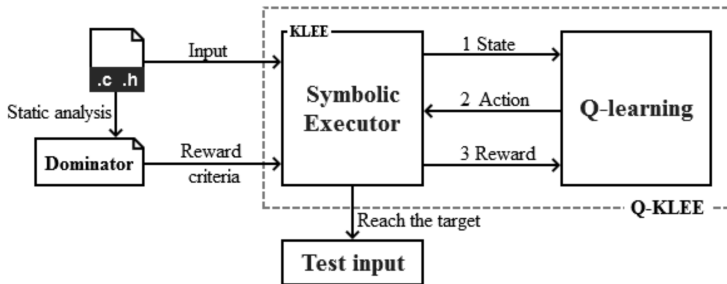 KLEE
.c .h
Input
Static analysis
Dominator
Reward
criteria
Symbolic
Executor
1 State
2 Action
3 Reward
Q-learning
Q-KLEE
Reach the target
Test input